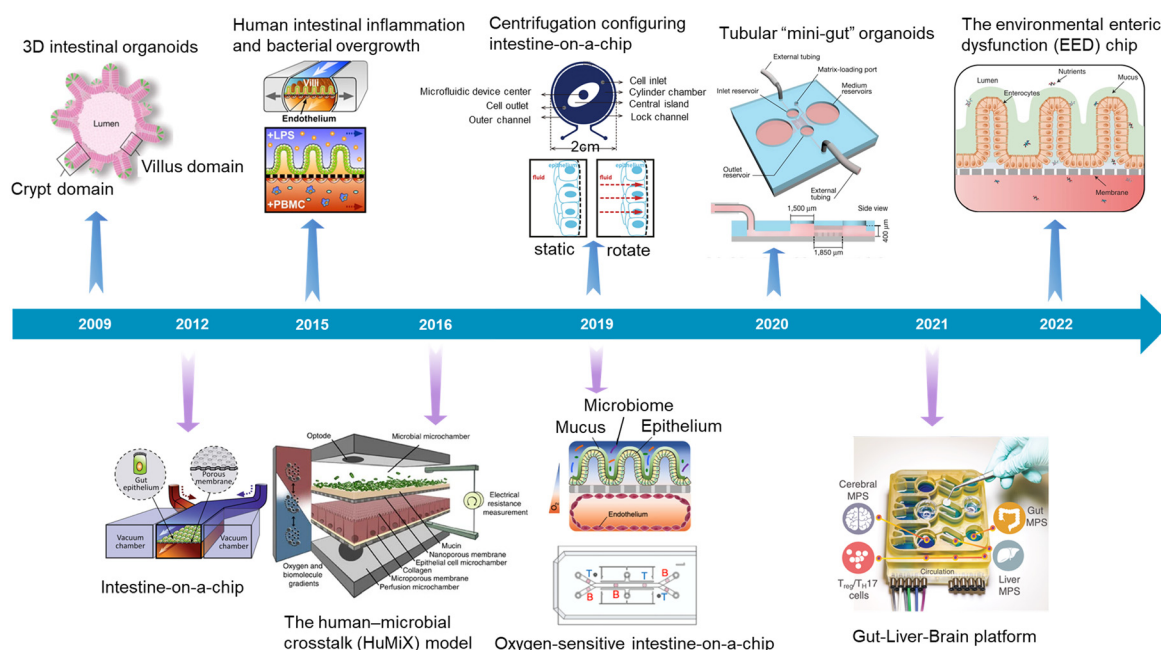 3D intestinal organoids
Lumen
Villus domain
Crypt domain
Human intestinal inflammation
and bacterial overgrowth
Villi
Endothelium
+LPS
+PBMC
Centrifugation configuring
intestine-on-a-chip
Microfluidic device center
Cell outlet
Outer channel
Cell inlet
Cylinder chamber
Central island
Lock channel
2cm
epithelium
fluid
epithelium
fluid
static
rotate
Tubular “mini-gut” organoids
External tubing
Matrix-loading port
Inlet reservoir
Medium
reservoirs
Outlet
reservoir
External
tubing
1,500 µm
Side view
400 µm
1,850 µm
The environmental enteric
dysfunction (EED) chip
Lumen
Nutrients
Mucus
Enterocytes
Membrane
2009
2012
2015
2016
2019
2020
2021
2022
Gut
epithelium
Porous
membrane
Vacuum
chamber
Vacuum
chamber
Intestine-on-a-chip
Optode
Microbial microchamber
Electrical
resistance
measurement
Oxygen and
biomolecule
gradients
Mucin
Nanoporous membrane
Epithelial cell microchamber
Collagen
Microporous membrane
Perfusion microchamber
The human–microbial
crosstalk (HuMiX) model
Microbiome
Mucus
Epithelium
Endothelium
T
T
B
B
B
B
T
Oxygen-sensitive intestine-on-a-chip
Cerebral
MPS
Gut
MPS
Treg/TH17
cells
Circulation
Liver
MPS
Gut-Liver-Brain platform